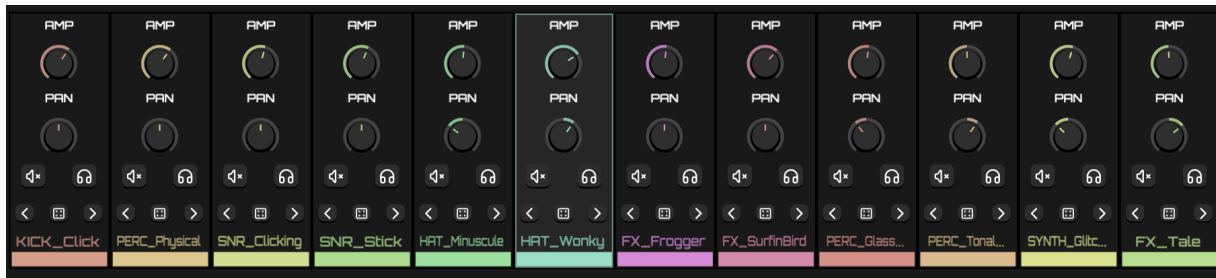 AMP AMP AMP AMP AMP AMP AMP AMP AMP AMP AMP AMP
PAN PAN PAN PAN PAN PAN PAN PAN PAN PAN PAN PAN
KICK_Click PERC_Physical SNR_Clicking SNR_Stick HAT_Minuscule HAT_Wonky FX_Frogger FX_SurfinBird PERC_Glass... PERC_Tonal... SYNTH_Glitc... FX_Tale